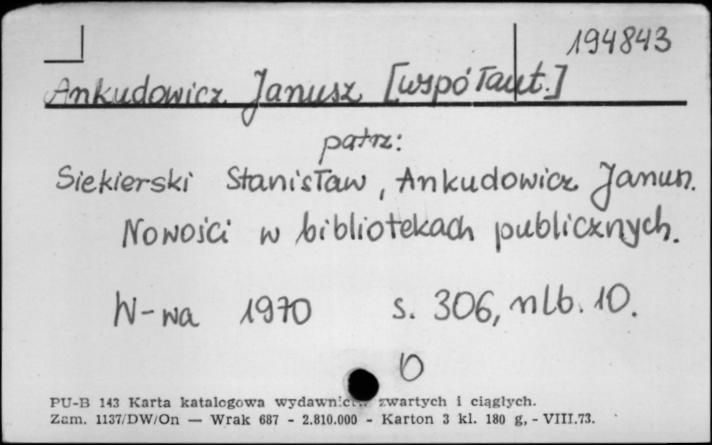 194843
Ankudowicz Janusz [współaut.]
patrz:
Siekierski Stanisław, Ankudowicz Janusz.
Nowości w bibliotekach publicznych.
W-wa 1970 s. 306, nlb. 10.
PU-B 143 Karta katalogowa wydawnictw zwartych i ciągłych.
Zam. 1137/DW/On — Wrak 687 - 2.810.000 - Karton 3 kl. 180 g, - VIII.73.